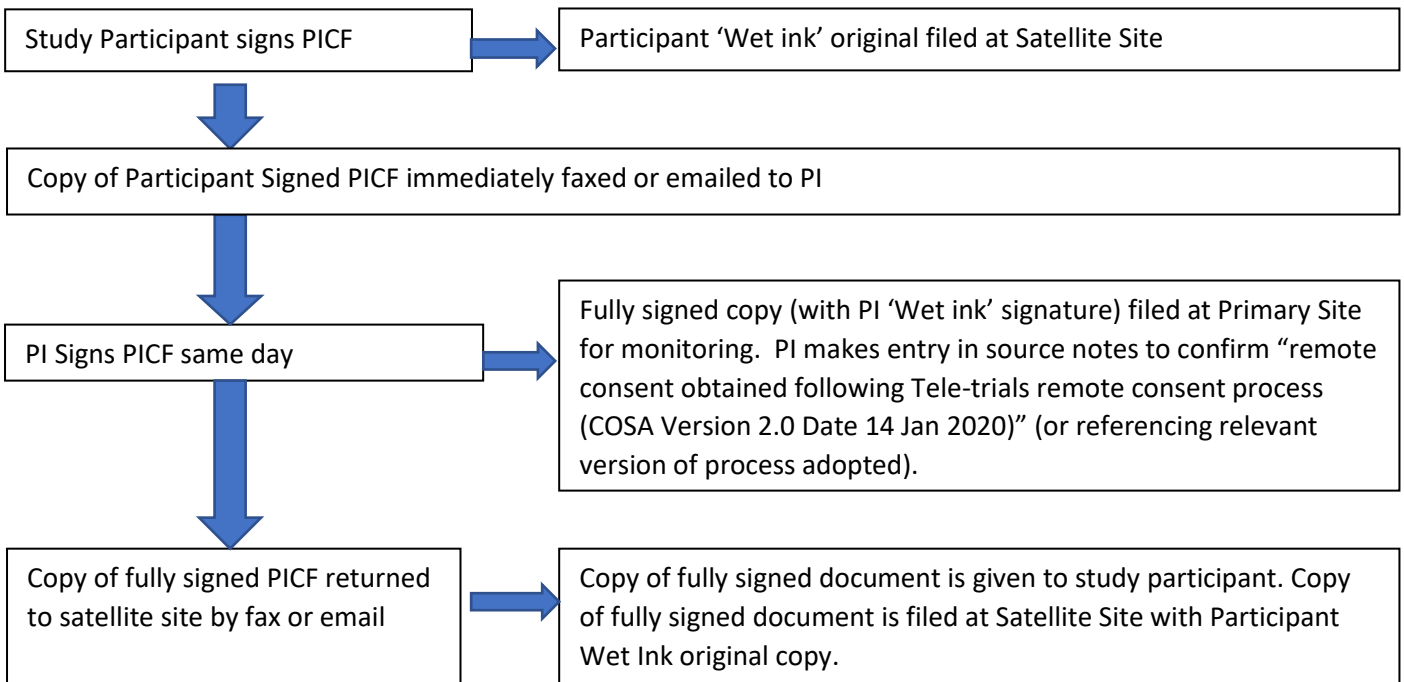 Study Participant signs PICF
Participant ‘Wet ink’ original filed at Satellite Site
Copy of Participant Signed PICF immediately faxed or emailed to PI
PI Signs PICF same day
Fully signed copy (with PI ‘Wet ink’ signature) filed at Primary Site
for monitoring.  PI makes entry in source notes to confirm “remote
consent obtained following Tele-trials remote consent process
(COSA Version 2.0 Date 14 Jan 2020)” (or referencing relevant
version of process adopted).
Copy of fully signed PICF returned
to satellite site by fax or email
Copy of fully signed document is given to study participant. Copy
of fully signed document is filed at Satellite Site with Participant
Wet Ink original copy.